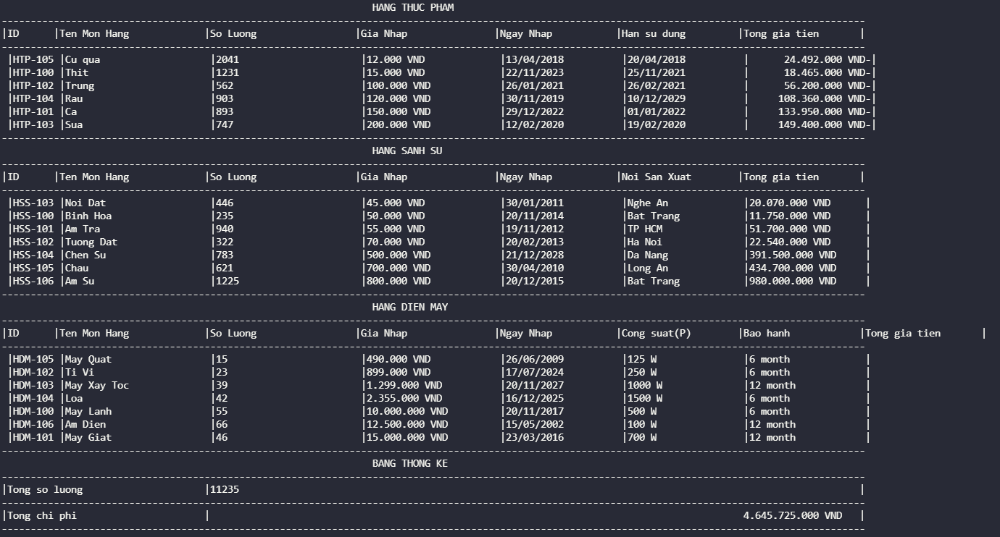 HANG THUC PHAM
|ID |Ten Mon Hang |So Luong |Gia Nhap |Ngay Nhap |Han su dung |Tong gia tien |
|HTP-105 |Cu qua |2041 |12.000 VND |13/04/2018 |20/04/2018 | 24.492.000 VND-|
|HTP-100 |Thit |1231 |15.000 VND |22/11/2023 |25/11/2021 | 18.465.000 VND-|
|HTP-102 |Trung |562 |100.000 VND |26/01/2021 |26/02/2021 | 56.200.000 VND-|
|HTP-104 |Rau |903 |120.000 VND |30/11/2019 |10/12/2029 | 108.360.000 VND-|
|HTP-101 |Ca |893 |150.000 VND |29/12/2022 |01/01/2022 | 133.950.000 VND-|
|HTP-103 |Sua |747 |200.000 VND |12/02/2020 |19/02/2020 | 149.400.000 VND-|
HANG SANH SU
|ID |Ten Mon Hang |So Luong |Gia Nhap |Ngay Nhap |Noi San Xuat |Tong gia tien |
|HSS-103 |Noi Dat |446 |45.000 VND |30/01/2011 |Nghe An |20.070.000 VND |
|HSS-100 |Binh Hoa |235 |50.000 VND |20/11/2014 |Bat Trang |11.750.000 VND |
|HSS-101 |Am Tra |940 |55.000 VND |19/11/2012 |TP HCM |51.700.000 VND |
|HSS-102 |Tuong Dat |322 |70.000 VND |20/02/2013 |Ha Noi |22.540.000 VND |
|HSS-104 |Chen Su |783 |500.000 VND |21/12/2028 |Da Nang |391.500.000 VND |
|HSS-105 |Chau |621 |700.000 VND |30/04/2010 |Long An |434.700.000 VND |
|HSS-106 |Am Su |1225 |800.000 VND |20/12/2015 |Bat Trang |980.000.000 VND |
HANG DIEN MAY
|ID |Ten Mon Hang |So Luong |Gia Nhap |Ngay Nhap |Cong suat(P) |Bao hanh |Tong gia tien |
|HDM-105 |May Quat |15 |490.000 VND |26/06/2009 |125 W |6 month |
|HDM-102 |Ti Vi |23 |899.000 VND |17/07/2024 |250 W |6 month |
|HDM-103 |May Xay Toc |39 |1.299.000 VND |20/11/2027 |1000 W |12 month |
|HDM-104 |Loa |42 |2.355.000 VND |16/12/2025 |1500 W |6 month |
|HDM-100 |May Lanh |55 |10.000.000 VND |20/11/2017 |500 W |6 month |
|HDM-106 |Am Dien |66 |12.500.000 VND |15/05/2002 |100 W |12 month |
|HDM-101 |May Giat |46 |15.000.000 VND |23/03/2016 |700 W |12 month |
BANG THONG KE
|Tong so luong |11235 |
|Tong chi phi | 4.645.725.000 VND |